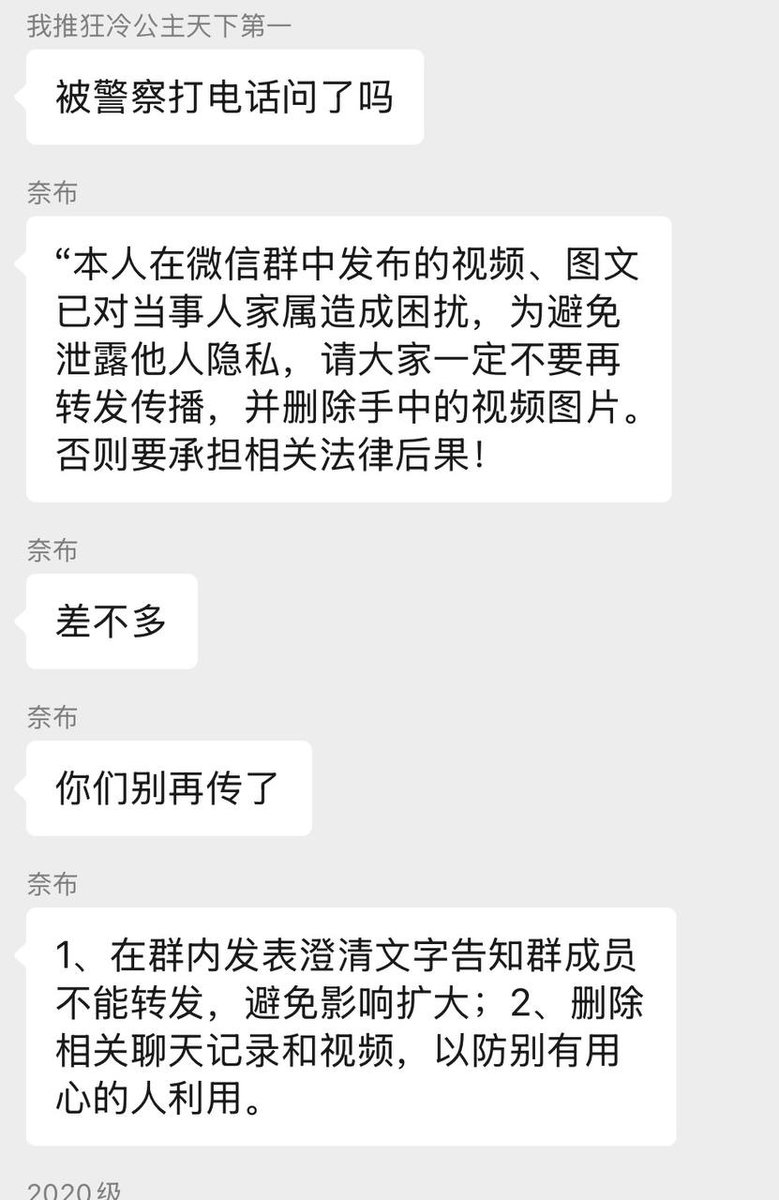 我推狂冷公主天下第一
被警察打电话问了吗
奈布
“本人在微信群中发布的视频、图文
已对当事人家属造成困扰，为避免
泄露他人隐私，请大家一定不要再
转发传播，并删除手中的视频图片。
否则要承担相关法律后果！
奈布
差不多
奈布
你们别再传了
奈布
1、在群内发表澄清文字告知群成员
不能转发，避免影响扩大；2、删除
相关聊天记录和视频，以防别有用
心的人利用。
2020级